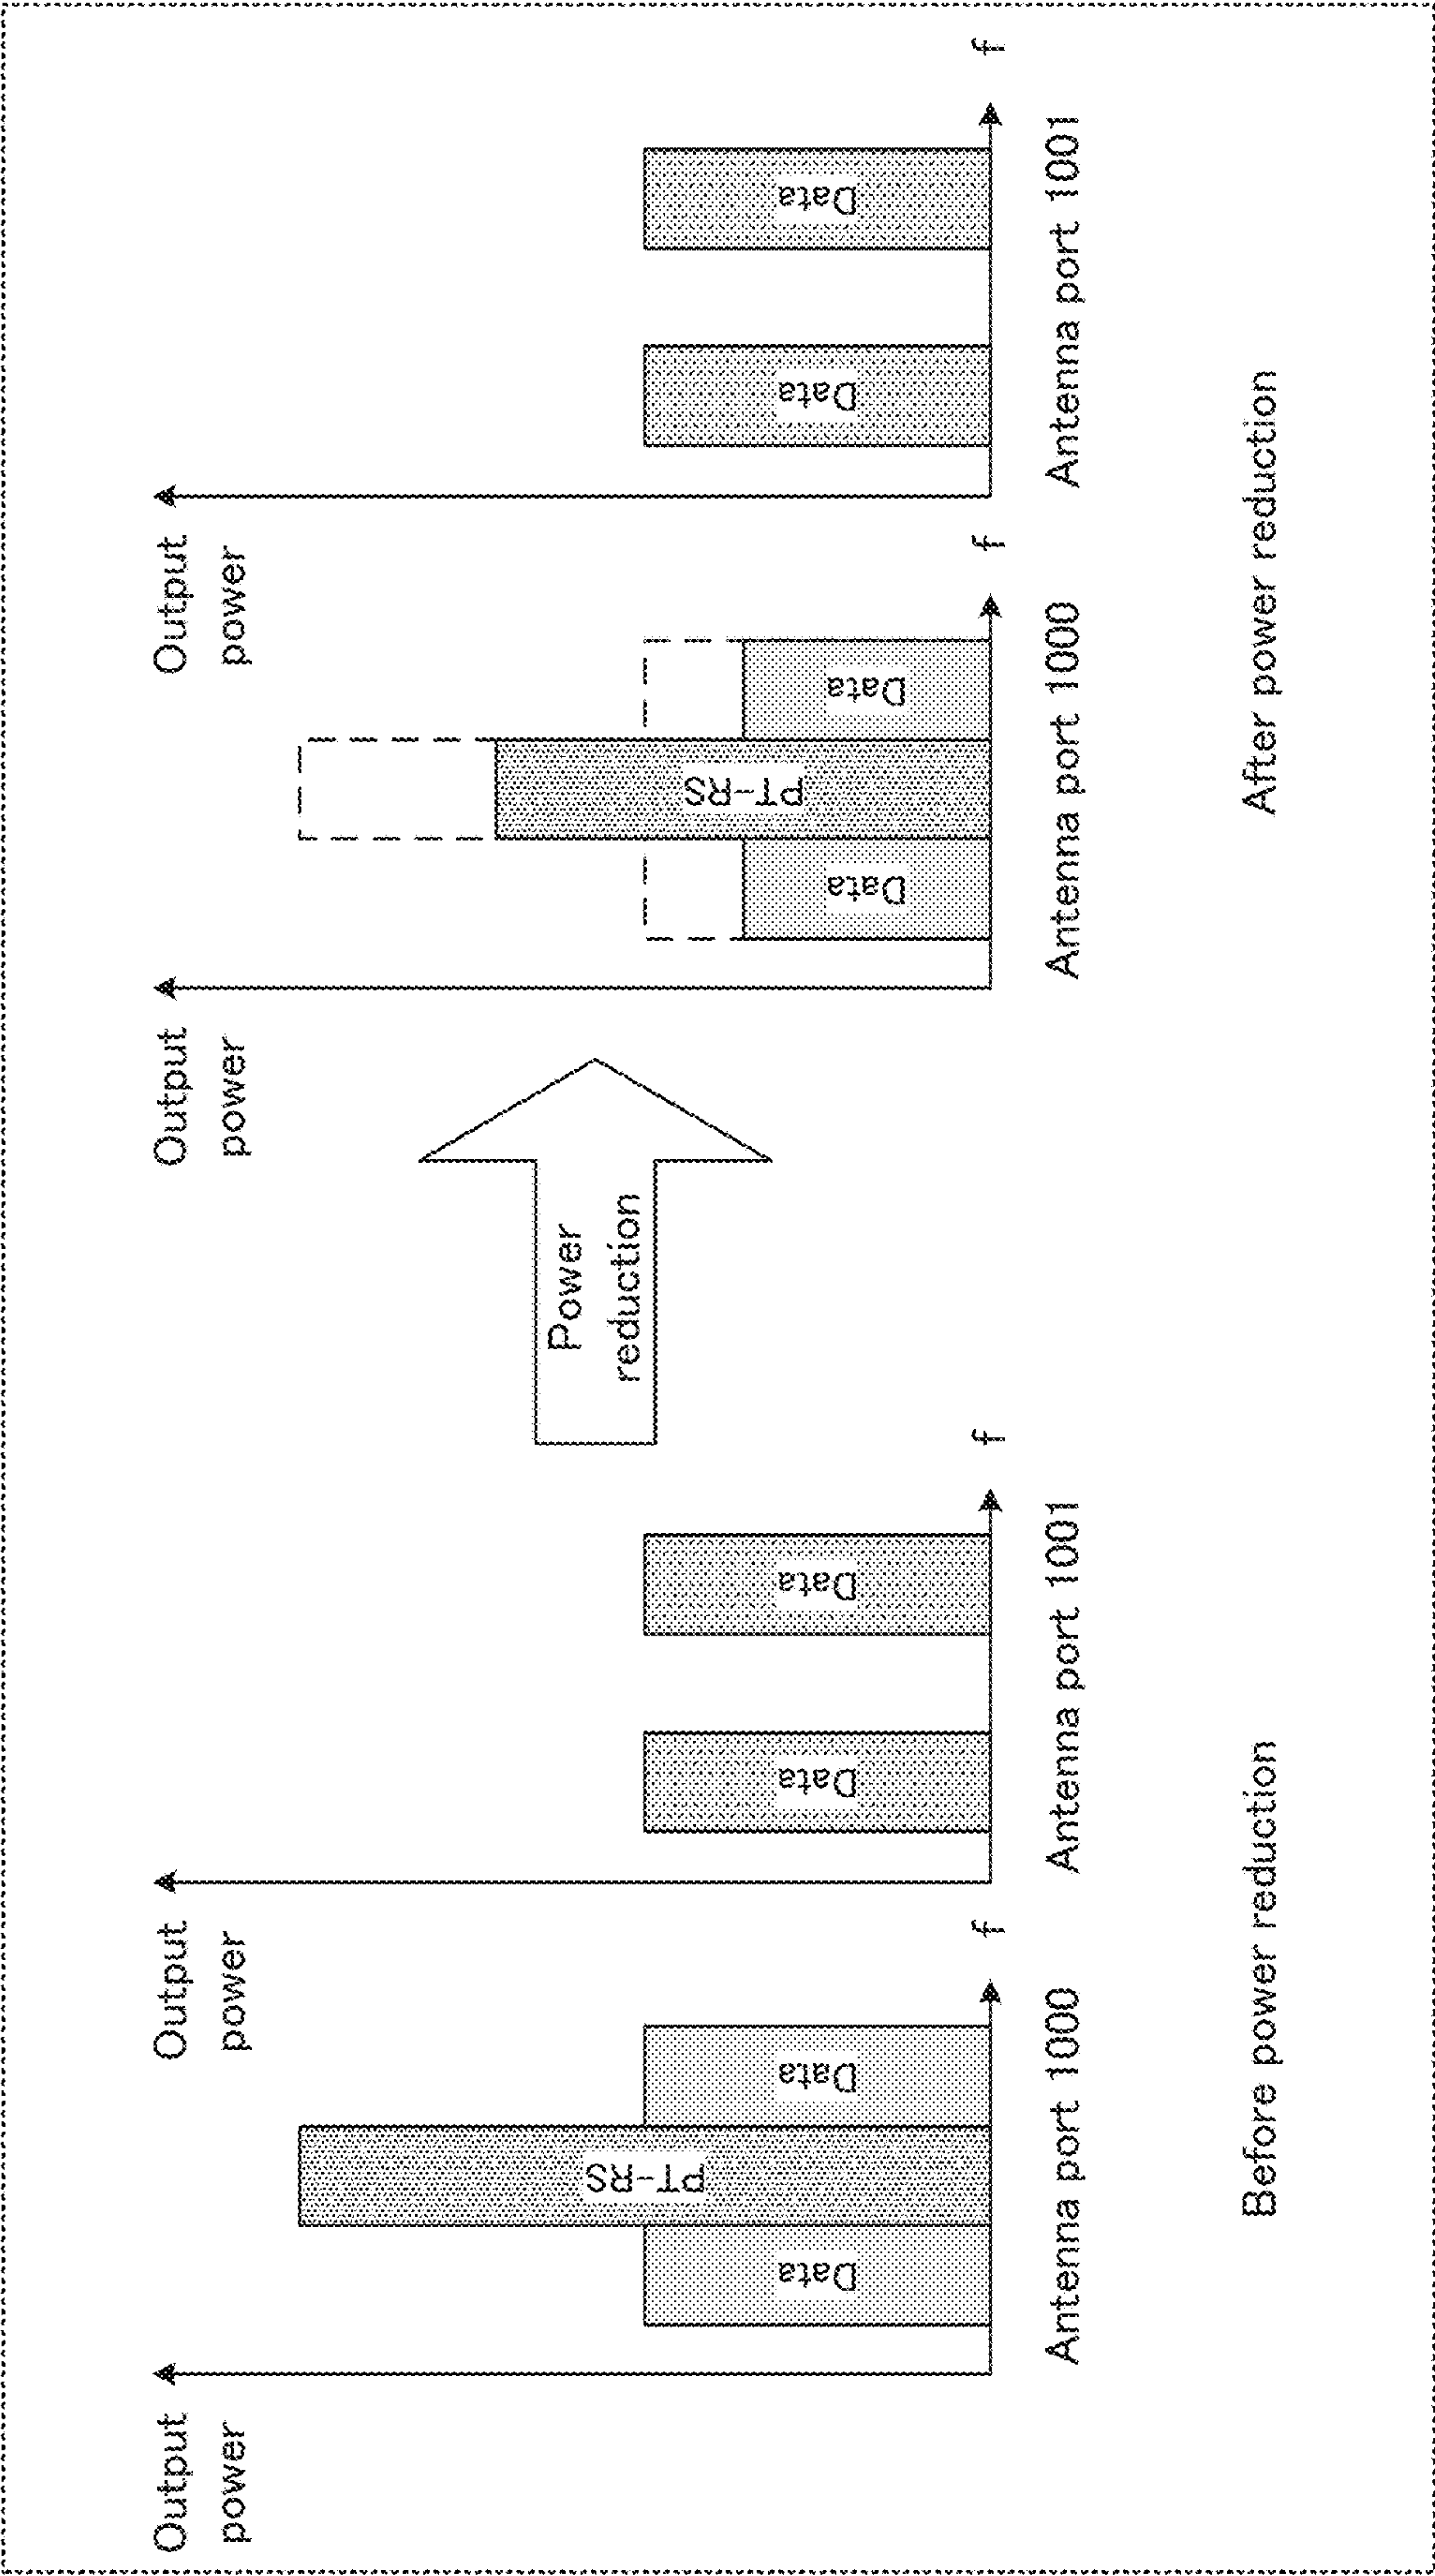 Output
power
Data
PT-RS
Data
f
Antenna port 1000
Output
power
Data
Data
f
Antenna port 1001
Before power reduction
Power
reduction
Output
power
Data
PT-RS
Data
f
Antenna port 1000
Output
power
Data
Data
f
Antenna port 1001
After power reduction